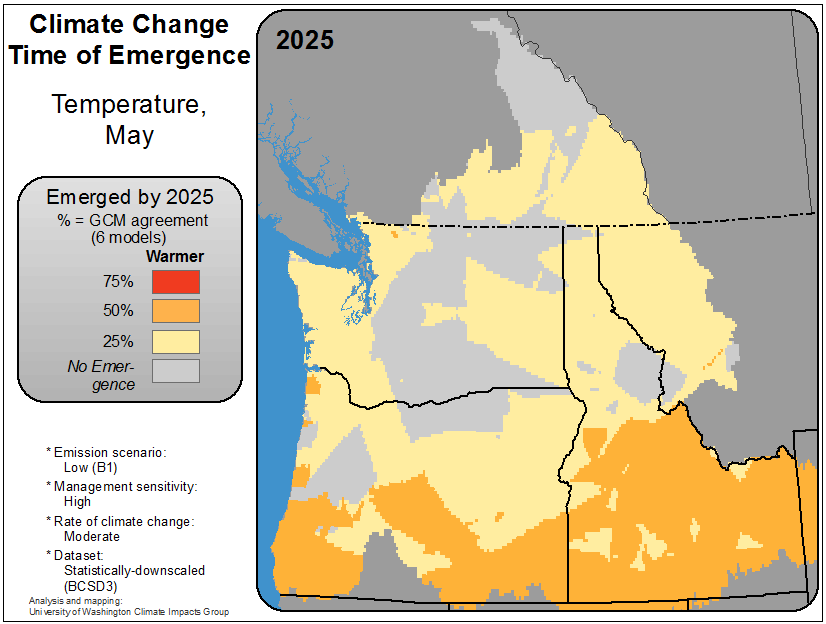 Climate Change
Time of Emergence
Temperature,
May
Emerged by 2025
% = GCM agreement
(6 models)
Warmer
75%
50%
25%
No Emer-
gence
* Emission scenario:
Low (B1)
* Management sensitivity:
High
* Rate of climate change:
Moderate
* Dataset:
Statistically-downscaled
(BCSD3)
Analysis and mapping:
University of Washington Climate Impacts Group
2025